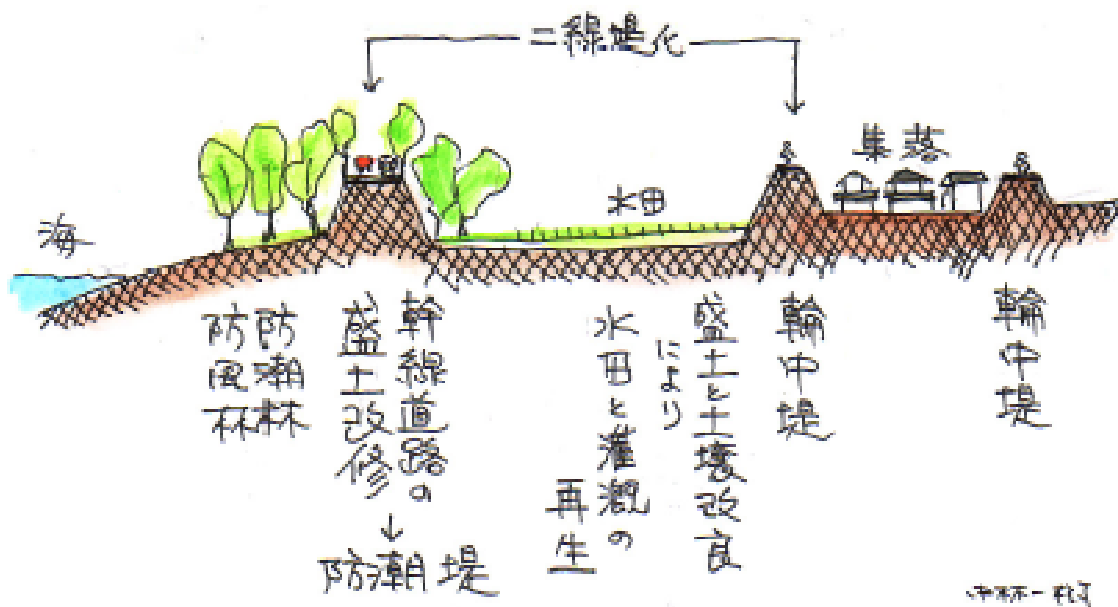 二線堤化
集落
水田
海
防潮林
防風林
幹線道路の
盛土改修
↓
防潮堤
盛土と土壌改良
により
水田と灌漑の
再生
輪中堤
輪中堤